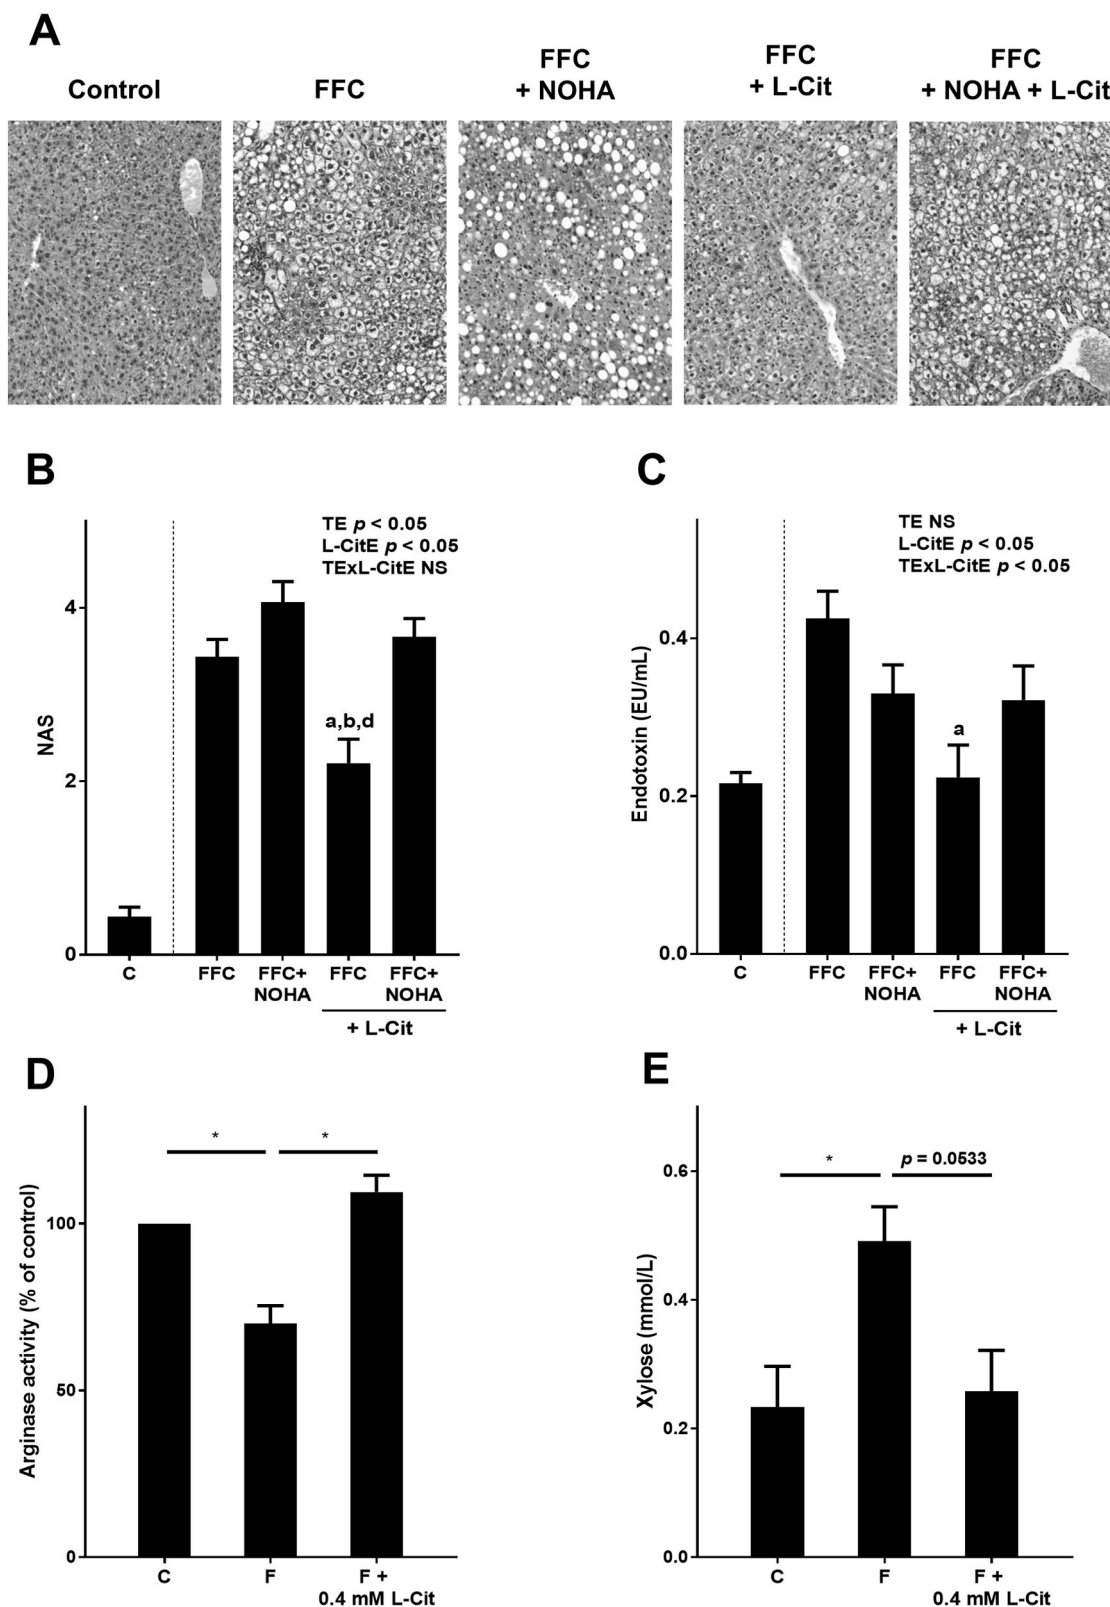 A
Control
FFC
FFC
+ NOHA
FFC
+ L-Cit
FFC
+ NOHA + L-Cit
B
TE p < 0.05
L-CitE p < 0.05
TExL-CitE NS
NAS
4
2
0
a,b,d
C
FFC
FFC+
NOHA
FFC
FFC+
NOHA
+ L-Cit
C
TE NS
L-CitE p < 0.05
TExL-CitE p < 0.05
Endotoxin (EU/mL)
0.4
0.2
0.0
a
C
FFC
FFC+
NOHA
FFC
FFC+
NOHA
+ L-Cit
D
Arginase activity (% of control)
100
50
0
*
*
C
F
F +
0.4 mM L-Cit
E
Xylose (mmol/L)
0.6
0.4
0.2
0.0
*
p = 0.0533
C
F
F +
0.4 mM L-Cit